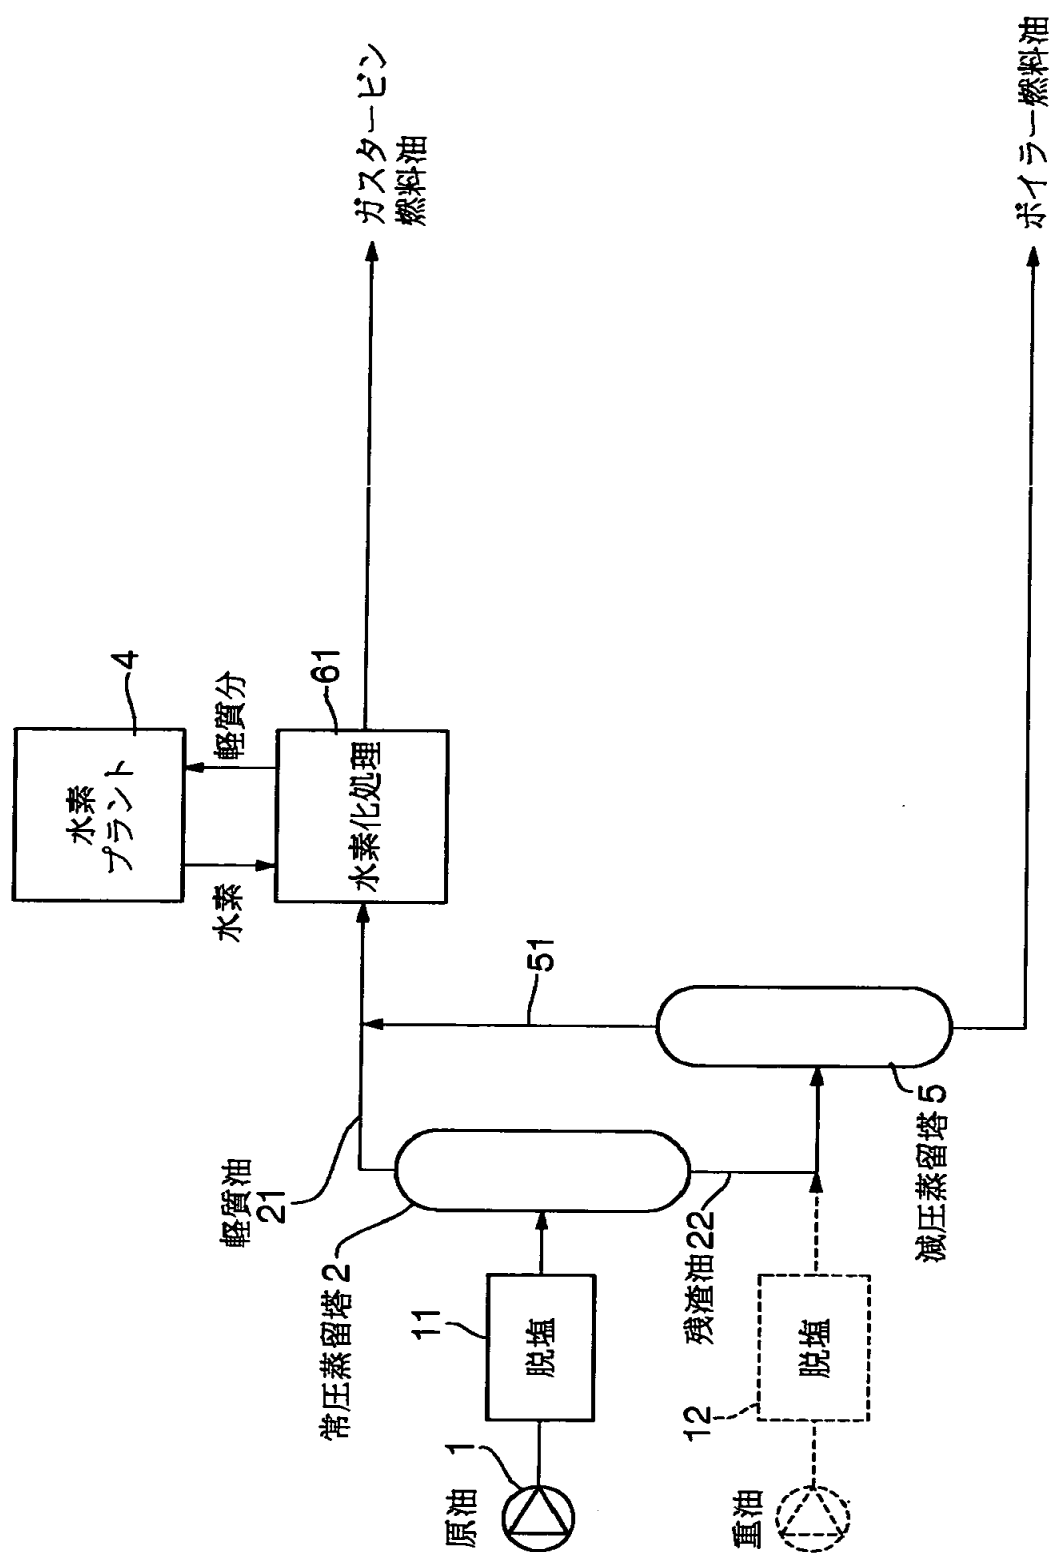 原油
1
脱塩
11
常圧蒸留塔2
軽質油
21
残渣油22
重油
脱塩
12
減圧蒸留塔5
51
水素
プラント
4
水素
軽質分
水素化処理
61
ガスタービン
燃料油
ボイラー燃料油